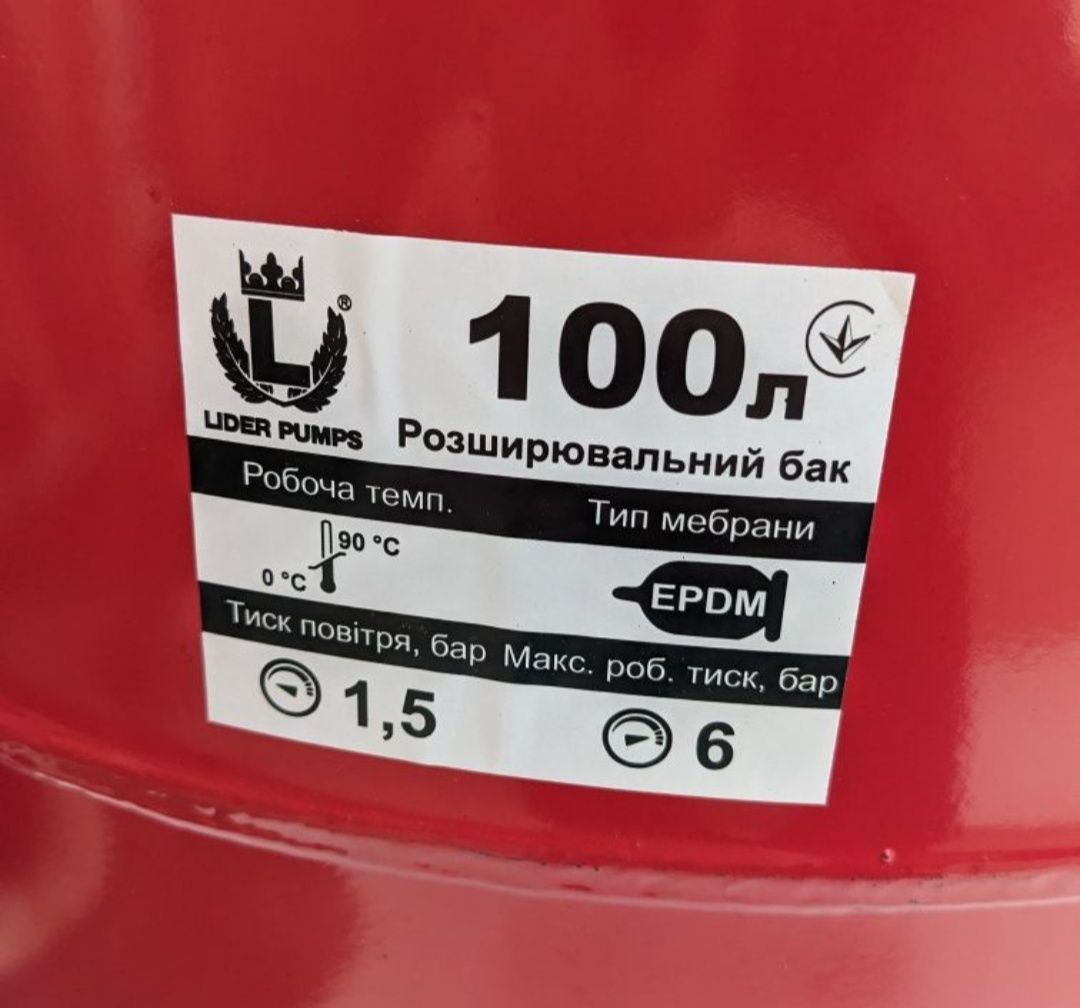 L
®
LIDER PUMPS
100л
Розширювальний бак
Робоча темп.
Тип мебрани
90 °C
0 °C
EPDM
Тиск повітря, бар
Макс. роб. тиск, бар
1,5
6